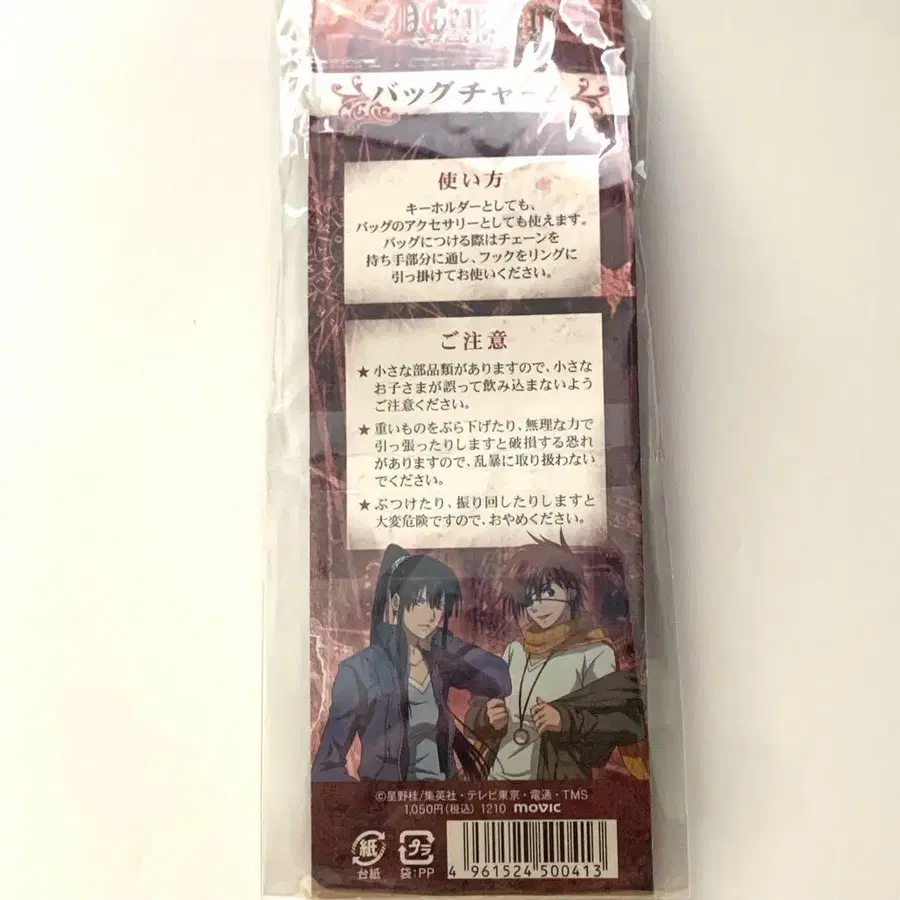 バッグチャーム
使い方
キーホルダーとしても、
バッグのアクセサリーとしても使えます。
バッグにつける際はチェーンを
持ち手部分に通し、フックをリングに
引っ掛けてお使いください。
ご注意
★ 小さな部品類がありますので、小さな
お子さまが誤って飲み込まないよう
ご注意ください。
★ 重いものをぶら下げたり、無理な力で
引っ張ったりしますと破損する恐れ
がありますので、乱暴に取り扱わない
でください。
★ ぶつけたり、振り回したりしますと
大変危険ですので、おやめください。
©星野桂/集英社・テレビ東京・電通・TMS
1,050円(税込) 1210 movic
紙
台紙
プラ
袋:PP
4 961524 500413